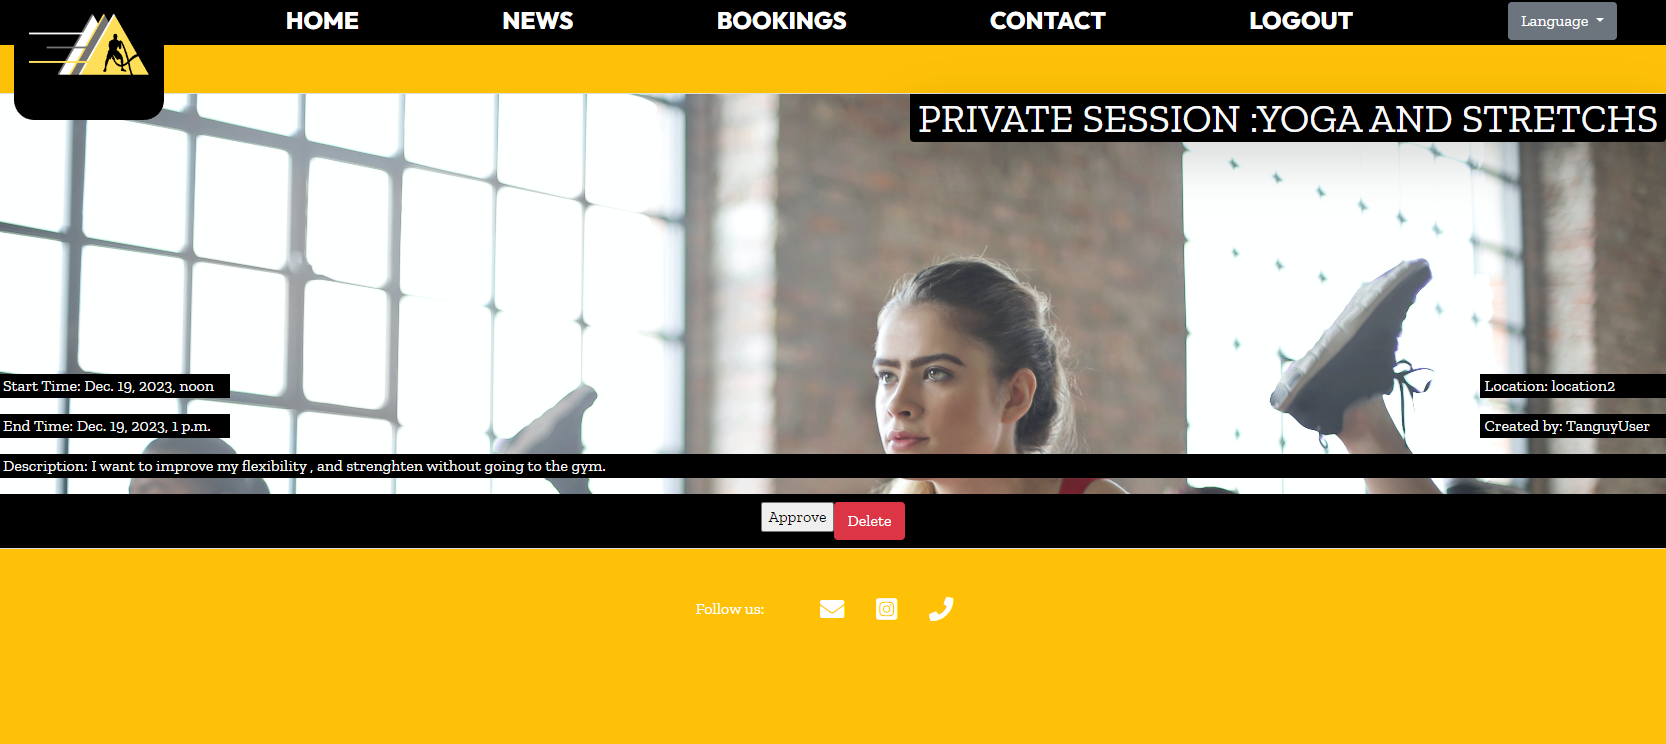 HOME NEWS BOOKINGS CONTACT LOGOUT Language
PRIVATE SESSION :YOGA AND STRETCHS
Start Time: Dec. 19, 2023, noon
Location: location2
End Time: Dec. 19, 2023, 1 p.m.
Created by: TanguyUser
Description: I want to improve my flexibility , and strenghten without going to the gym.
Approve Delete
Follow us: